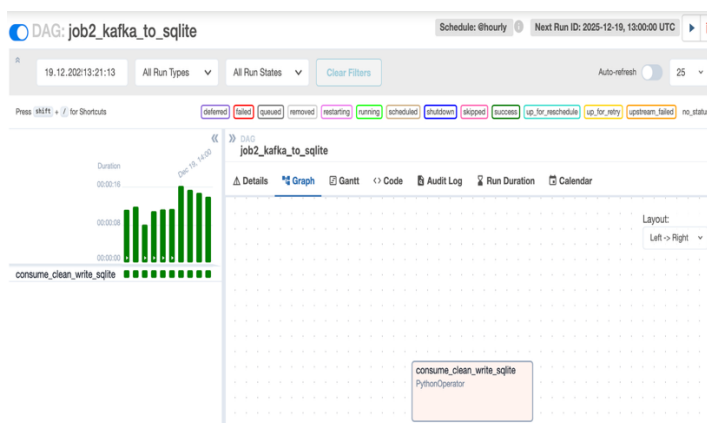 DAG: job2_kafka_to_sqlite
Schedule: @hourly
Next Run ID: 2025-12-19, 13:00:00 UTC
19.12.202!13:21:13
All Run Types
All Run States
Clear Filters
Auto-refresh
25
Press shift + / for Shortcuts
deferred failed queued removed restarting running scheduled shutdown skipped success up_for_reschedule up_for_retry upstream_failed no_statu
DAG
job2_kafka_to_sqlite
Duration
Dec 19, 14:00
00:00:16
00:00:08
00:00:00
Details Graph Gantt <> Code Audit Log Run Duration Calendar
Layout:
Left -> Right
consume_clean_write_sqlite
consume_clean_write_sqlite
PythonOperator